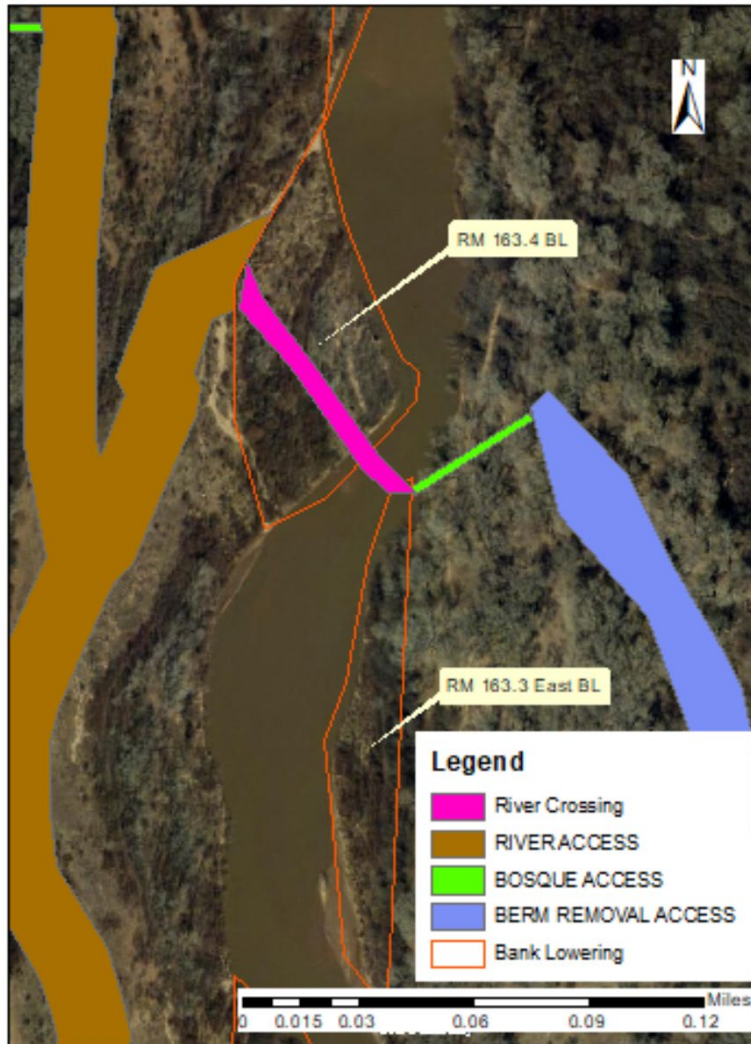 N
RM 163.4 BL
RM 163.3 East BL
Legend
River Crossing
RIVER ACCESS
BOSQUE ACCESS
BERM REMOVAL ACCESS
Bank Lowering
Miles
0 0.015 0.03 0.06 0.09 0.12